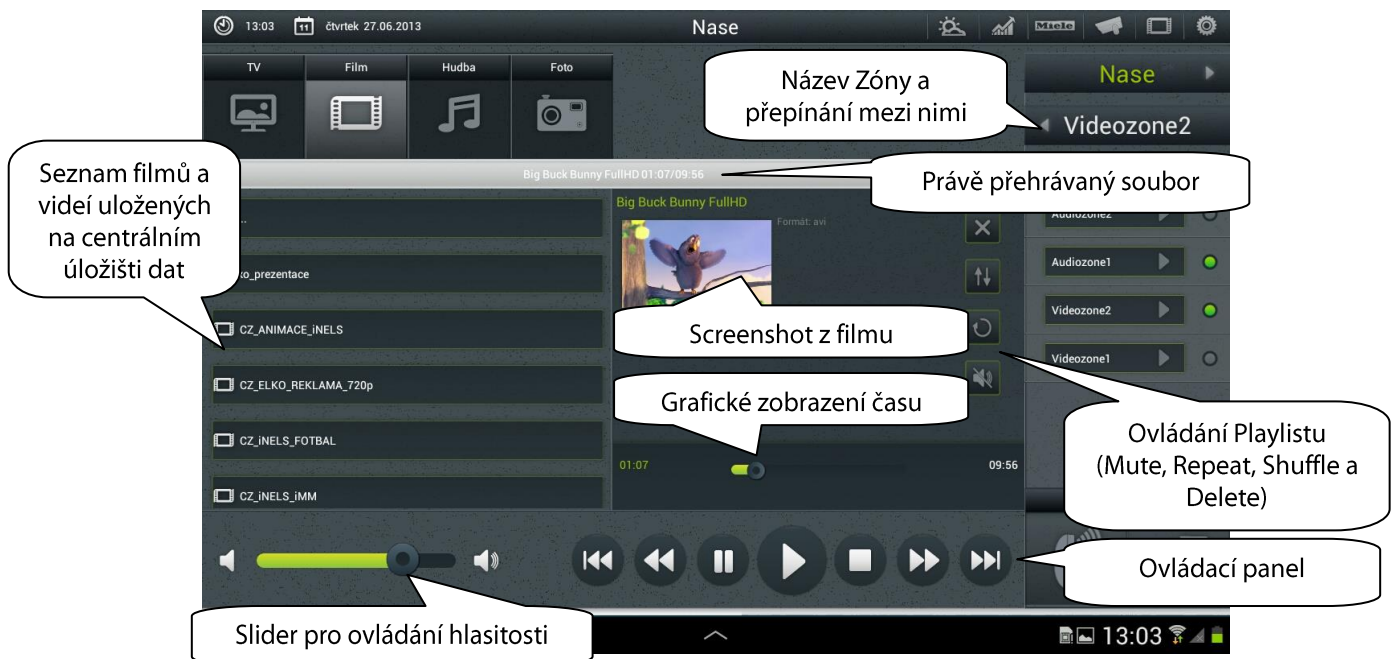 13:03
11
čtvrtek 27.06.2013
Nase
Miele
TV
Film
Hudba
Foto
Název Zóny a
přepínání mezi nimi
Nase
Videozone2
Seznam filmů a
videí uložených
na centrálním
úložišti dat
Big Buck Bunny FullHD 01:07/09:56
Právě přehrávaný soubor
..
ko_prezentace
CZ_ANIMACE_iNELS
CZ_ELKO_REKLAMA_720p
CZ_iNELS_FOTBAL
CZ_iNELS_iMM
Big Buck Bunny FullHD
Formát: avi
Screenshot z filmu
Grafické zobrazení času
01:07
09:56
Audiozone2
Audiozone1
Videozone2
Videozone1
Ovládání Playlistu
(Mute, Repeat, Shuffle a
Delete)
Ovládací panel
Slider pro ovládání hlasitosti
13:03